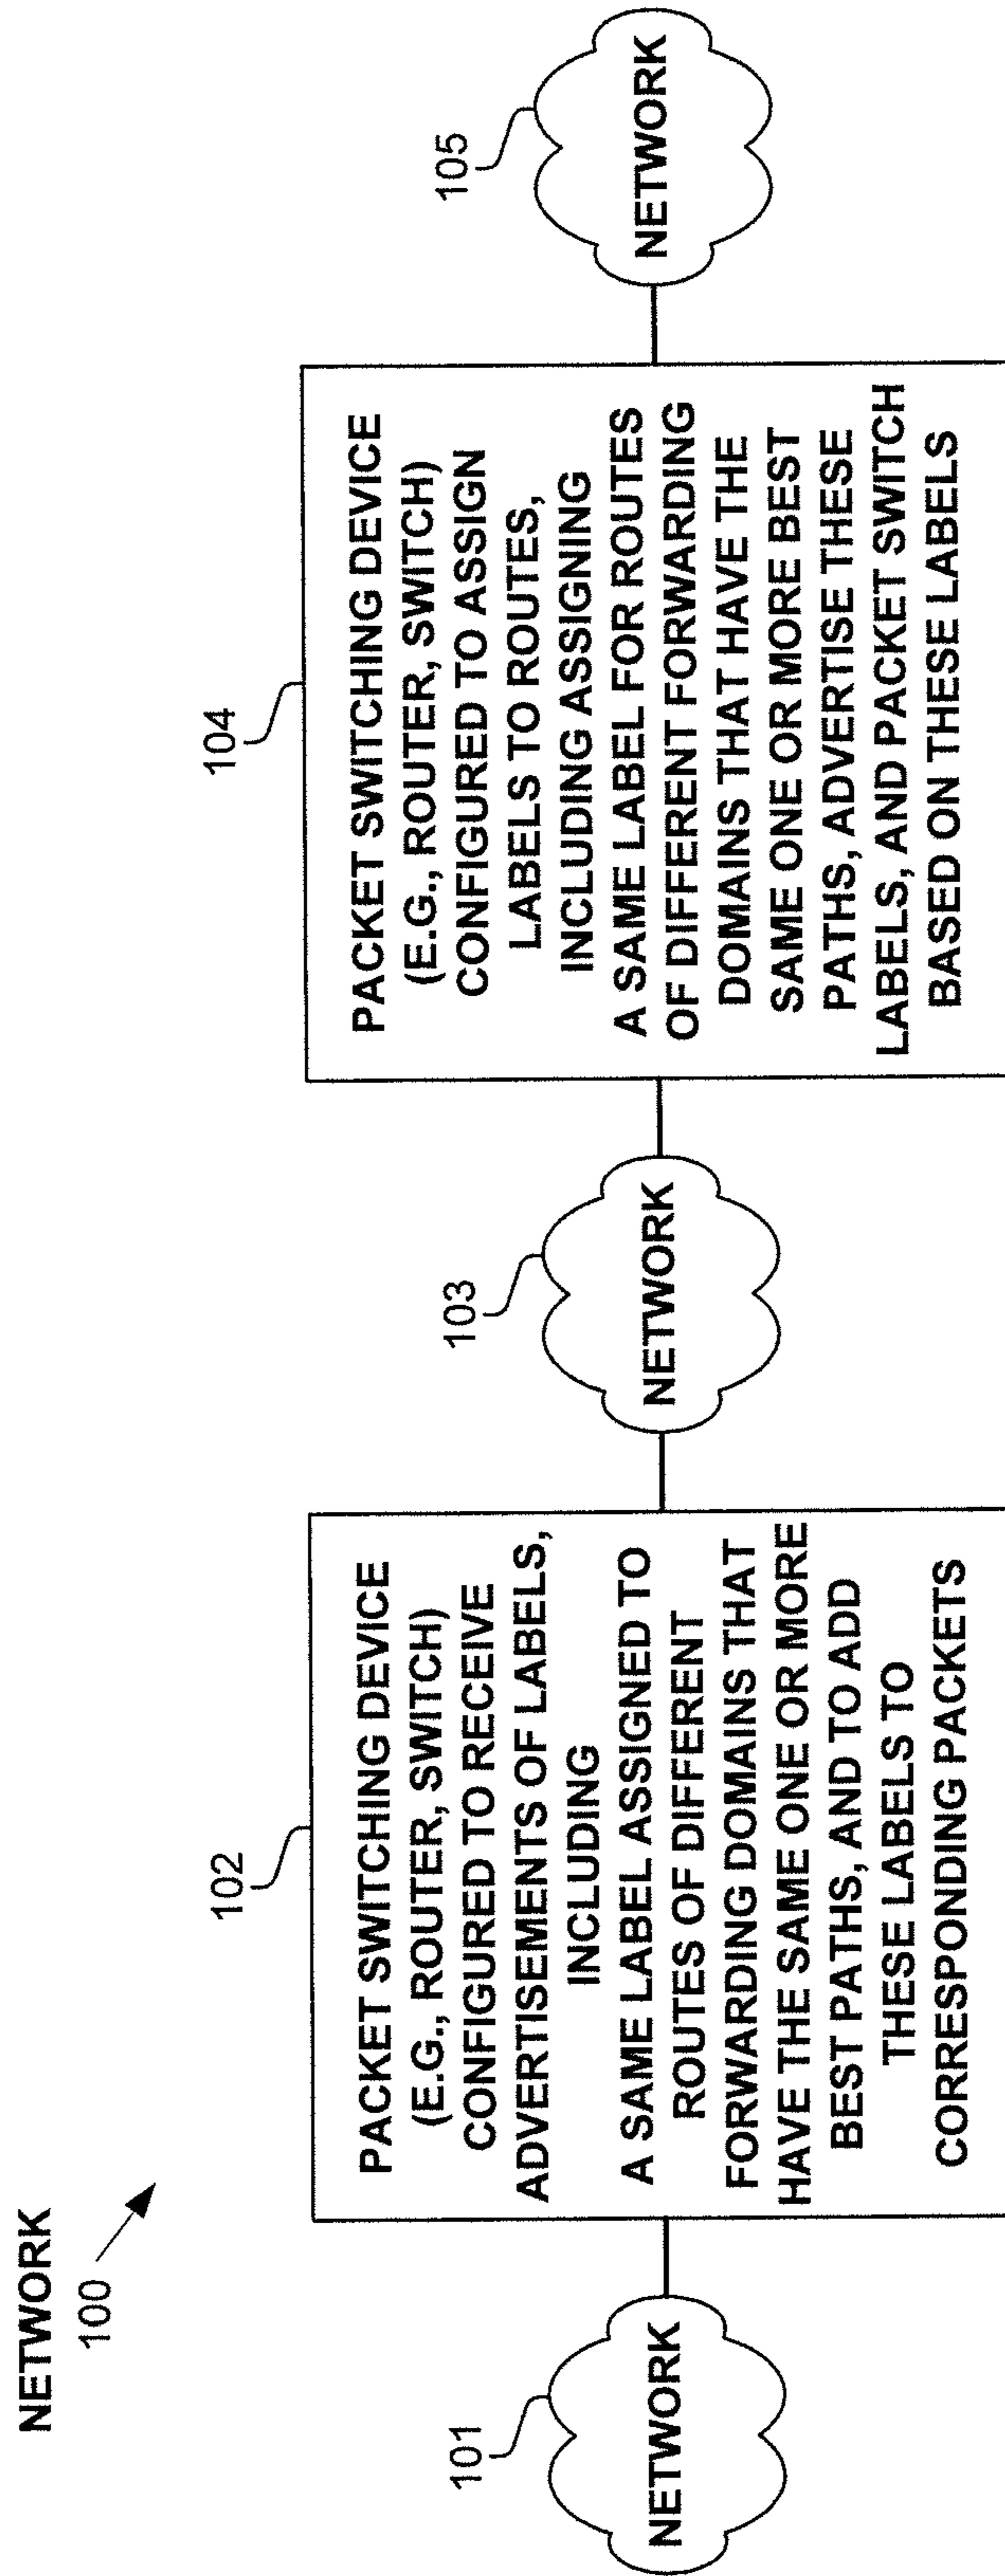 NETWORK
100
101
NETWORK
102
PACKET SWITCHING DEVICE
(E.G., ROUTER, SWITCH)
CONFIGURED TO RECEIVE
ADVERTISEMENTS OF LABELS,
INCLUDING
A SAME LABEL ASSIGNED TO
ROUTES OF DIFFERENT
FORWARDING DOMAINS THAT
HAVE THE SAME ONE OR MORE
BEST PATHS, AND TO ADD
THESE LABELS TO
CORRESPONDING PACKETS
103
NETWORK
104
PACKET SWITCHING DEVICE
(E.G., ROUTER, SWITCH)
CONFIGURED TO ASSIGN
LABELS TO ROUTES,
INCLUDING ASSIGNING
A SAME LABEL FOR ROUTES
OF DIFFERENT FORWARDING
DOMAINS THAT HAVE THE
SAME ONE OR MORE BEST
PATHS, ADVERTISE THESE
LABELS, AND PACKET SWITCH
BASED ON THESE LABELS
105
NETWORK